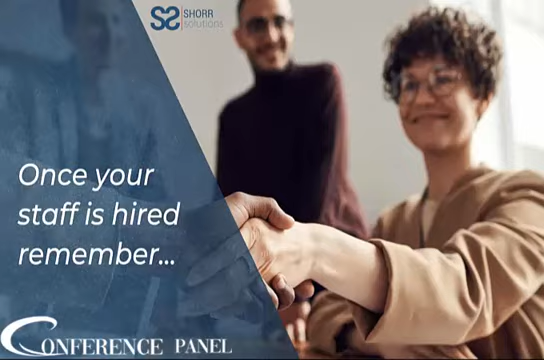 SHORR
solutions
Once your
staff is hired
remember...
CONFERENCE PANEL